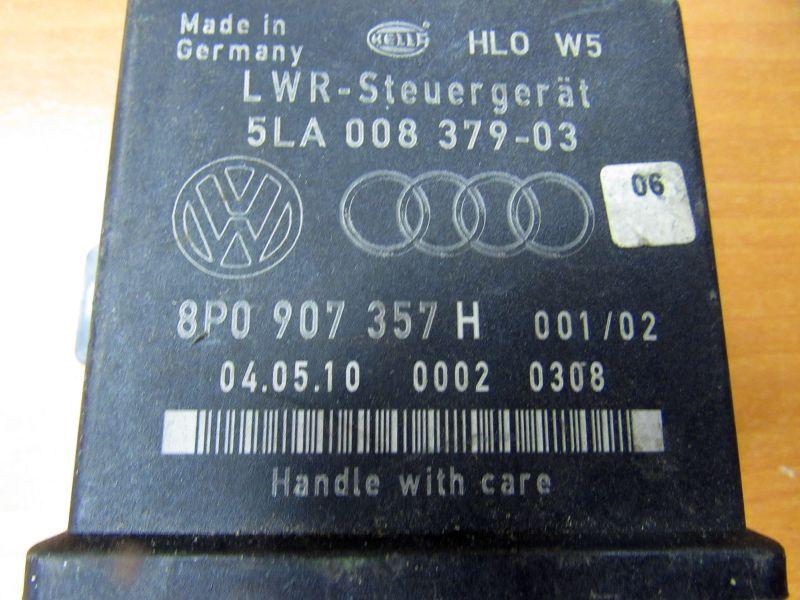 Made in
Germany
HELLA
HLO W5
LWR-Steuergerät
5LA 008 379-03
06
8P0 907 357 H 001/02
04.05.10 0002 0308
Handle with care